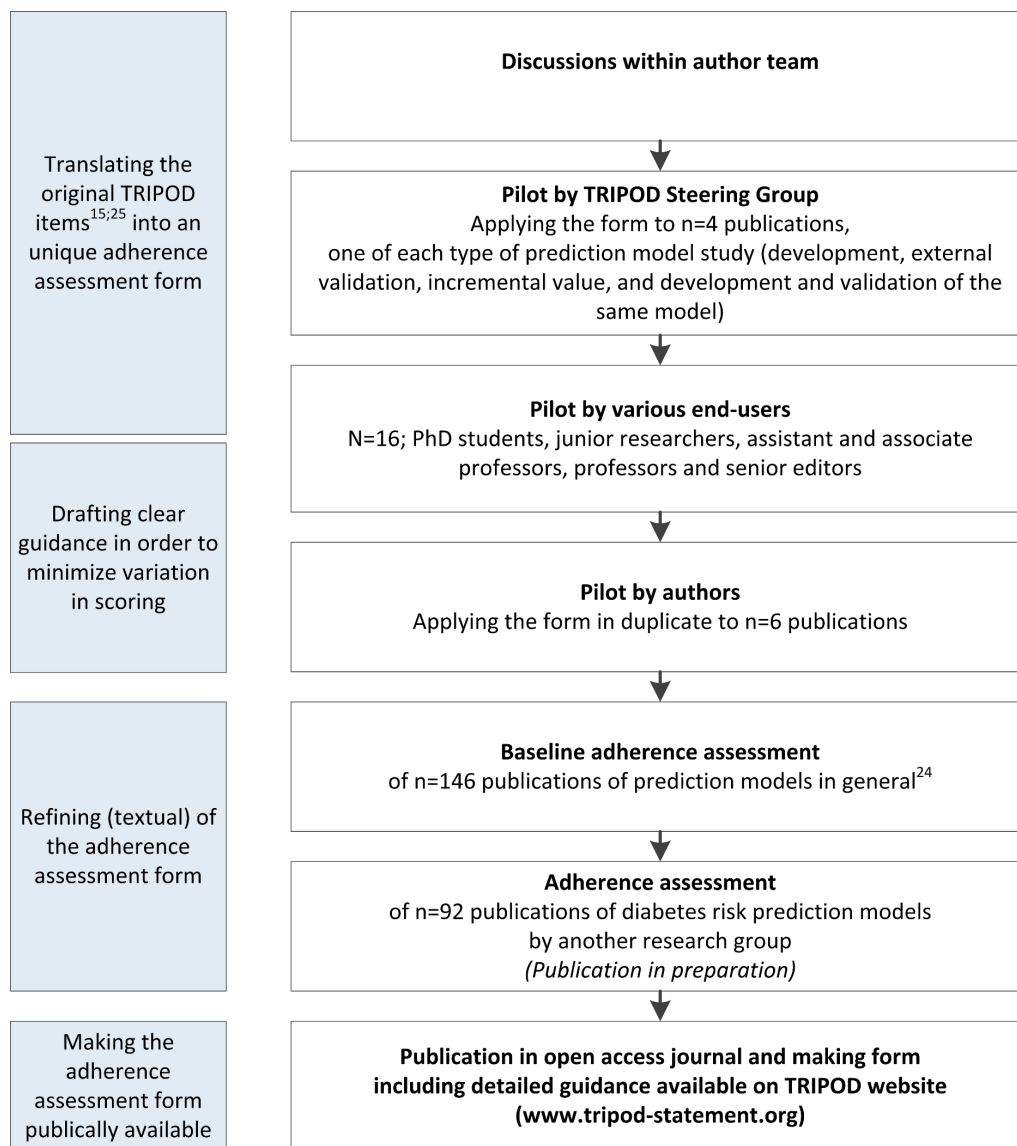 Translating the
original TRIPOD
items15;25 into an
unique adherence
assessment form
Discussions within author team
Pilot by TRIPOD Steering Group
Applying the form to n=4 publications,
one of each type of prediction model study (development, external
validation, incremental value, and development and validation of the
same model)
Pilot by various end-users
N=16; PhD students, junior researchers, assistant and associate
professors, professors and senior editors
Drafting clear
guidance in order to
minimize variation
in scoring
Pilot by authors
Applying the form in duplicate to n=6 publications
Refining (textual) of
the adherence
assessment form
Baseline adherence assessment
of n=146 publications of prediction models in general24
Adherence assessment
of n=92 publications of diabetes risk prediction models
by another research group
(Publication in preparation)
Making the
adherence
assessment form
publically available
Publication in open access journal and making form
including detailed guidance available on TRIPOD website
(www.tripod-statement.org)